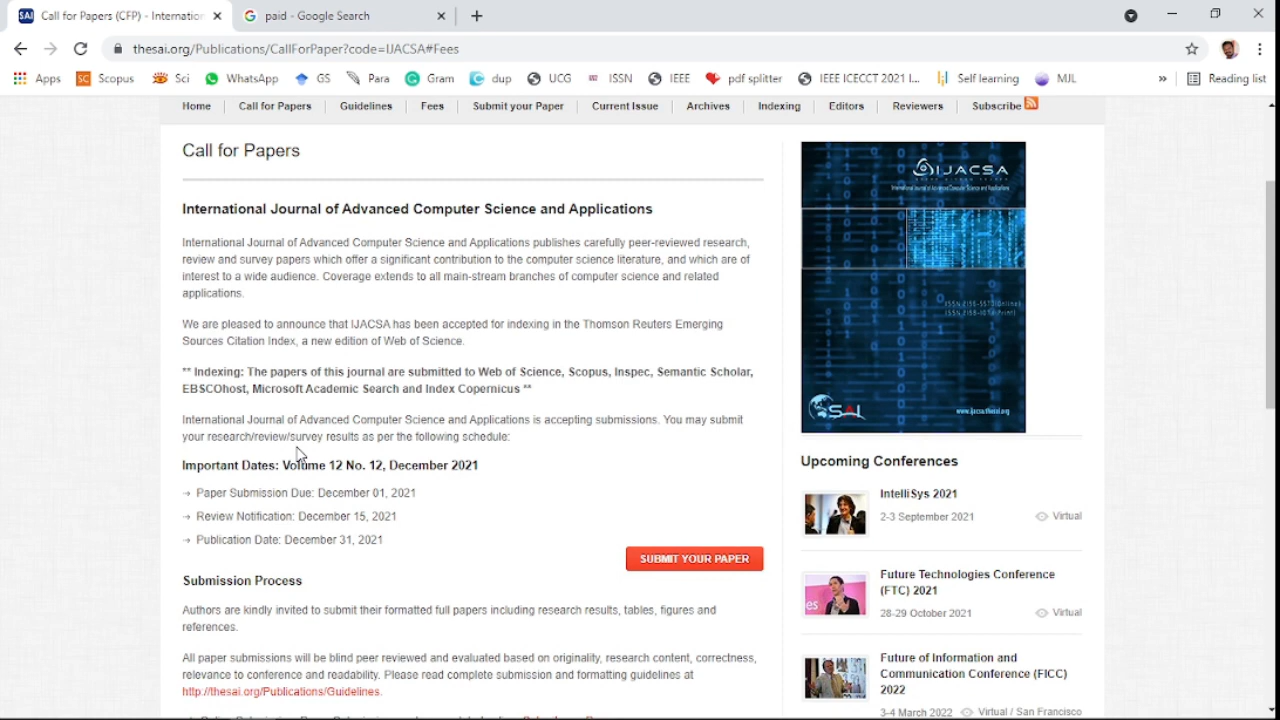 Call for Papers (CFP) - Internation
paid - Google Search
thesai.org/Publications/CallForPaper?code=IJACSA#Fees
Apps
Scopus
Sci
WhatsApp
GS
Para
Gram
dup
UCG
ISSN
IEEE
pdf splitter
IEEE ICECCT 2021 I...
Self learning
MJL
»
Reading list
Home
Call for Papers
Guidelines
Fees
Submit your Paper
Current Issue
Archives
Indexing
Editors
Reviewers
Subscribe
Call for Papers
International Journal of Advanced Computer Science and Applications
International Journal of Advanced Computer Science and Applications publishes carefully peer-reviewed research,
review and survey papers which offer a significant contribution to the computer science literature, and which are of
interest to a wide audience. Coverage extends to all main-stream branches of computer science and related
applications.
We are pleased to announce that IJACSA has been accepted for indexing in the Thomson Reuters Emerging
Sources Citation Index, a new edition of Web of Science.
** Indexing: The papers of this journal are submitted to Web of Science, Scopus, Inspec, Semantic Scholar,
EBSCOhost, Microsoft Academic Search and Index Copernicus **
International Journal of Advanced Computer Science and Applications is accepting submissions. You may submit
your research/review/survey results as per the following schedule:
Important Dates: Volume 12 No. 12, December 2021
→ Paper Submission Due: December 01, 2021
→ Review Notification: December 15, 2021
→ Publication Date: December 31, 2021
SUBMIT YOUR PAPER
Submission Process
Authors are kindly invited to submit their formatted full papers including research results, tables, figures and
references.
All paper submissions will be blind peer reviewed and evaluated based on originality, research content, correctness,
relevance to conference and readability. Please read complete submission and formatting guidelines at
http://thesai.org/Publications/Guidelines.
IJACSA
International Journal of Advanced Computer Science and Applications
SAI
www.ijacsa.thesai.org
Upcoming Conferences
IntelliSys 2021
2-3 September 2021
Virtual
Future Technologies Conference
(FTC) 2021
28-29 October 2021
Virtual
Future of Information and
Communication Conference (FICC)
2022
3-4 March 2022
Virtual / San Francisco